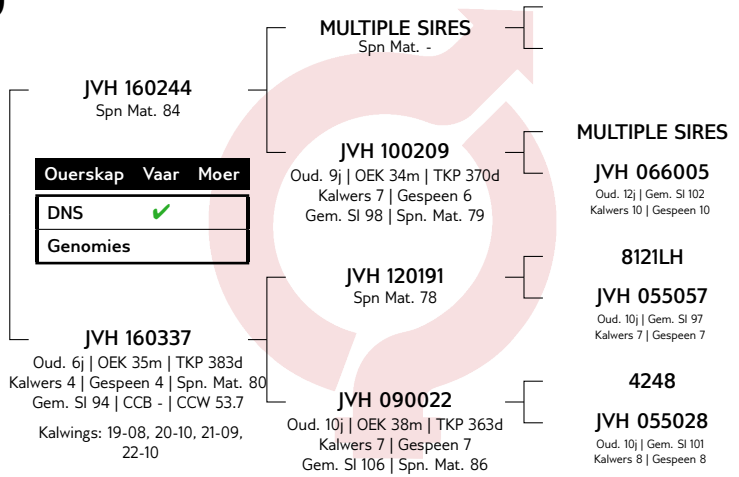 MULTIPLE SIRES
Spn Mat. -
JVH 160244
Spn Mat. 84
JVH 100209
Oud. 9j | OEK 34m | TKP 370d
Kalwers 7 | Gespeen 6
Gem. SI 98 | Spn. Mat. 79
MULTIPLE SIRES
JVH 066005
Oud. 12j | Gem. SI 102
Kalwers 10 | Gespeen 10
Ouerskap Vaar Moer
DNS ✔
Genomies
JVH 120191
Spn Mat. 78
8121LH
JVH 055057
Oud. 10j | Gem. SI 97
Kalwers 7 | Gespeen 7
JVH 160337
Oud. 6j | OEK 35m | TKP 383d
Kalwers 4 | Gespeen 4 | Spn. Mat. 80
Gem. SI 94 | CCB - | CCW 53.7
Kalwings: 19-08, 20-10, 21-09,
22-10
JVH 090022
Oud. 10j | OEK 38m | TKP 363d
Kalwers 7 | Gespeen 7
Gem. SI 106 | Spn. Mat. 86
4248
JVH 055028
Oud. 10j | Gem. SI 101
Kalwers 8 | Gespeen 8